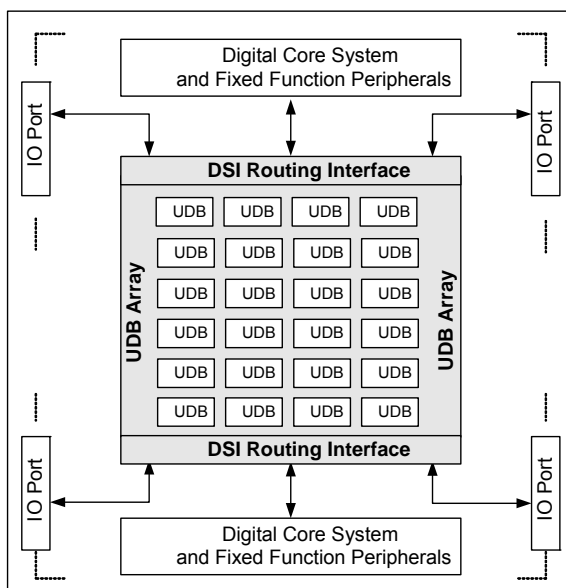 Digital Core System
and Fixed Function Peripherals
IO Port
IO Port
DSI Routing Interface
UDB Array
UDB Array
UDB UDB UDB UDB
UDB UDB UDB UDB
UDB UDB UDB UDB
UDB UDB UDB UDB
UDB UDB UDB UDB
UDB UDB UDB UDB
DSI Routing Interface
IO Port
IO Port
Digital Core System
and Fixed Function Peripherals